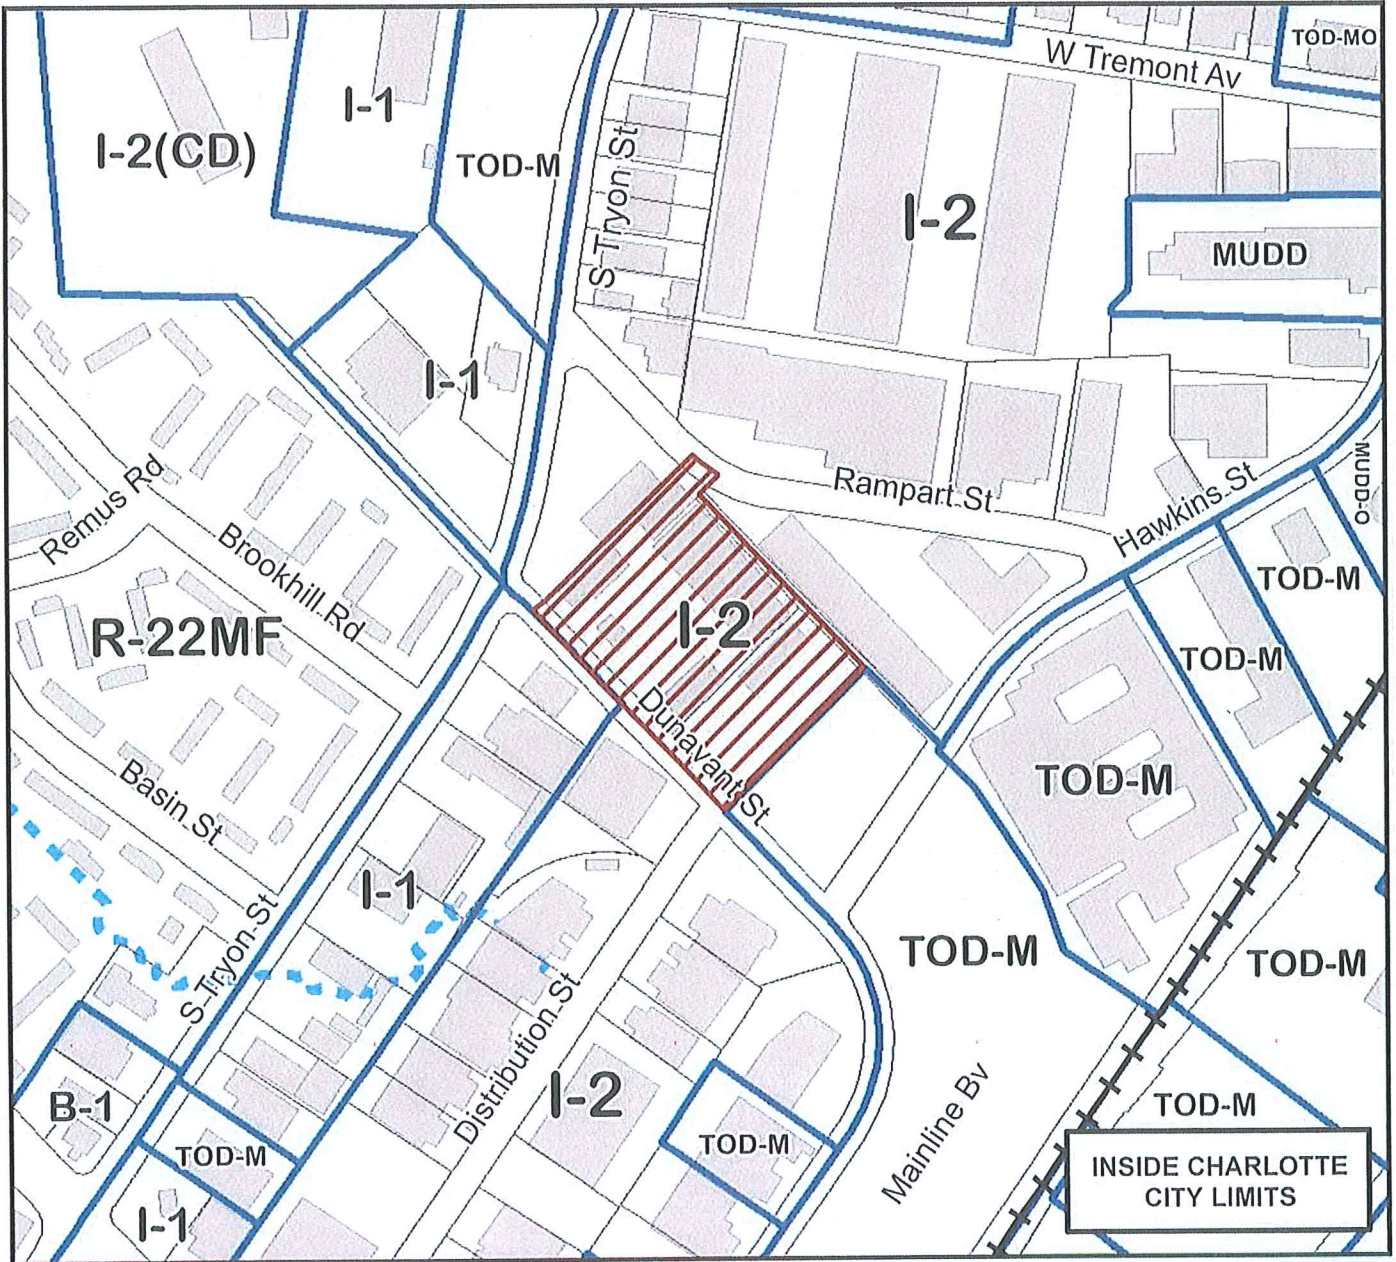 TOD-MO
W Tremont Av
I-1
I-2(CD)
TOD-M
S Tryon St
I-2
MUDD
I-1
Remus Rd
Brookhill Rd
Rampart St
Hawkins St
MUDD-O
TOD-M
I-2
R-22MF
TOD-M
Dunavant St
Basin St
TOD-M
I-1
S Tryon St
TOD-M
TOD-M
Distribution St
I-2
Mainline Bv
B-1
TOD-M
TOD-M
TOD-M
I-1
INSIDE CHARLOTTE
CITY LIMITS